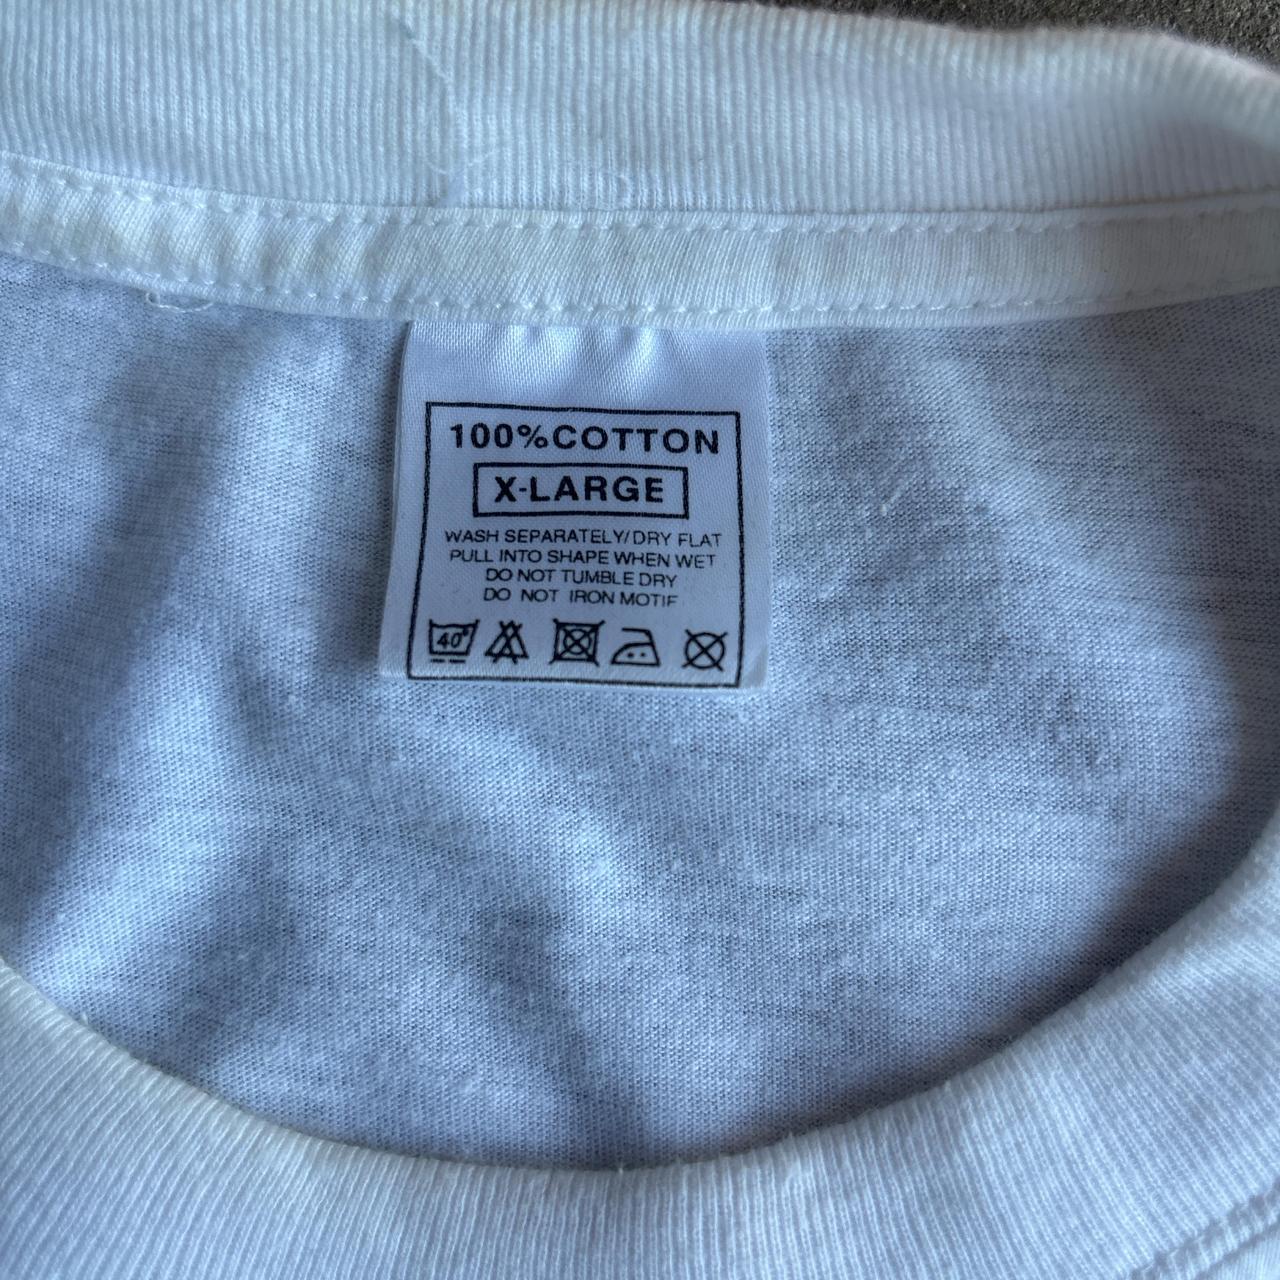 100%COTTON
X-LARGE
WASH SEPARATELY/DRY FLAT
PULL INTO SHAPE WHEN WET
DO NOT TUMBLE DRY
DO NOT IRON MOTIF
40°